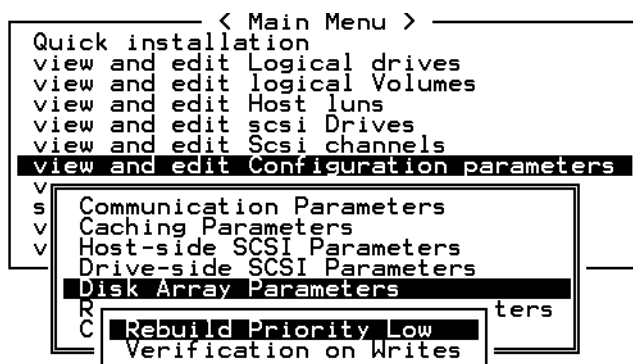 < Main Menu >
Quick installation
view and edit Logical drives
view and edit logical Volumes
view and edit Host luns
view and edit scsi Drives
view and edit Scsi channels
view and edit Configuration parameters
v
s Communication Parameters
v Caching Parameters
v Host-side SCSI Parameters
Drive-side SCSI Parameters
Disk Array Parameters
R ters
C Rebuild Priority Low
Verification on Writes